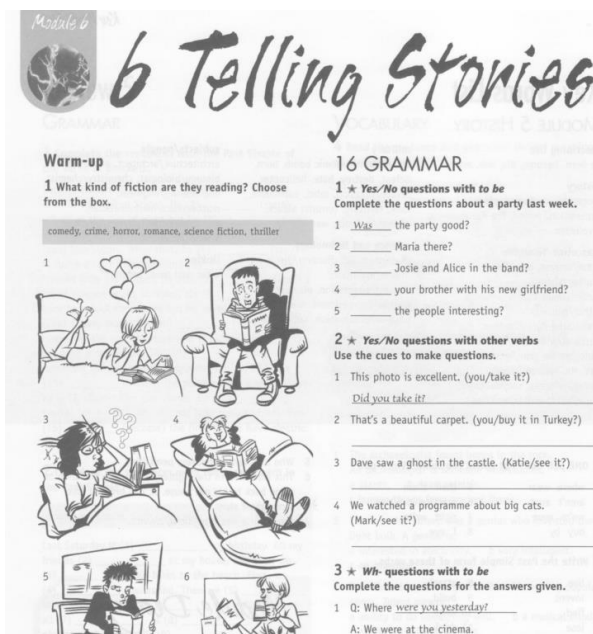 Module 6
6 Telling Stories
Warm-up
1 What kind of fiction are they reading? Choose
from the box.
comedy, crime, horror, romance, science fiction, thriller
1
2
3
4
5
6
16 GRAMMAR
1 ★ Yes/No questions with to be
Complete the questions about a party last week.
1 Was the party good?
2 ______ Maria there?
3 ______ Josie and Alice in the band?
4 ______ your brother with his new girlfriend?
5 ______ the people interesting?
2 ★ Yes/No questions with other verbs
Use the cues to make questions.
1 This photo is excellent. (you/take it?)
Did you take it?
2 That's a beautiful carpet. (you/buy it in Turkey?)
3 Dave saw a ghost in the castle. (Katie/see it?)
4 We watched a programme about big cats.
(Mark/see it?)
3 ★ Wh- questions with to be
Complete the questions for the answers given.
1 Q: Where were you yesterday?
A: We were at the cinema.